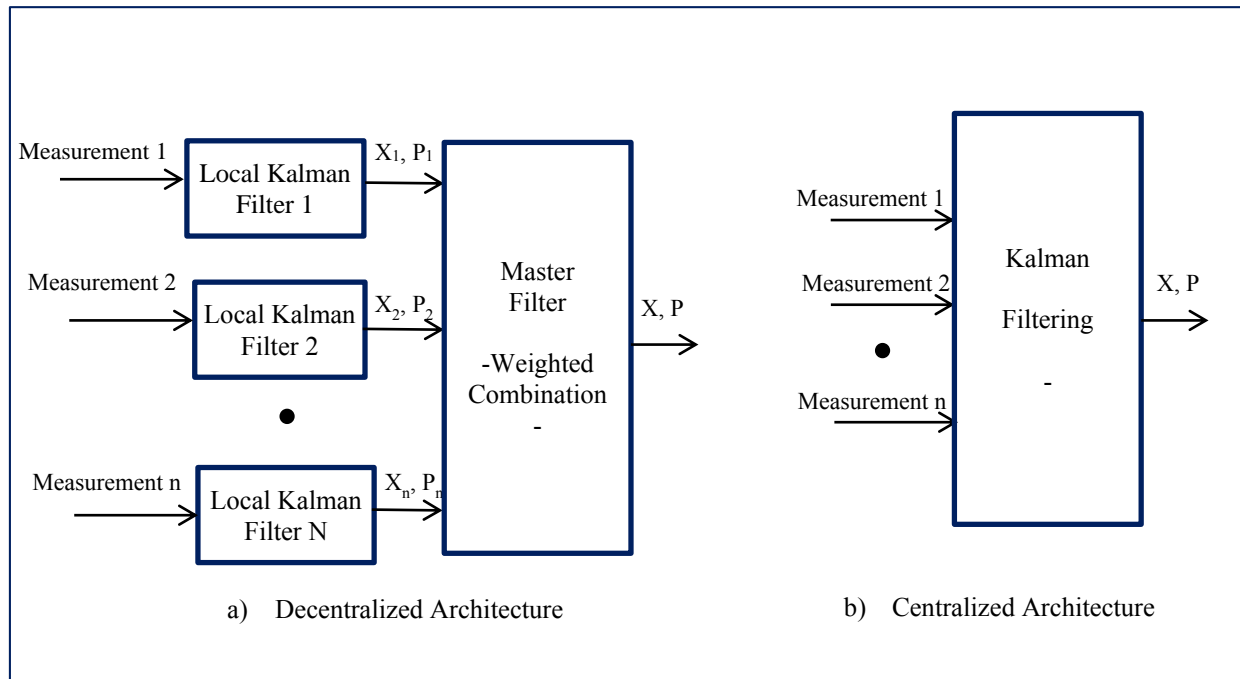 Measurement 1
Local Kalman
Filter 1
X₁, P₁
Measurement 2
Local Kalman
Filter 2
X₂, P₂
Measurement n
Local Kalman
Filter N
Xₙ, Pₙ
Master
Filter
-Weighted
Combination
-
X, P
a) Decentralized Architecture
Measurement 1
Measurement 2
Measurement n
Kalman
Filtering
-
X, P
b) Centralized Architecture